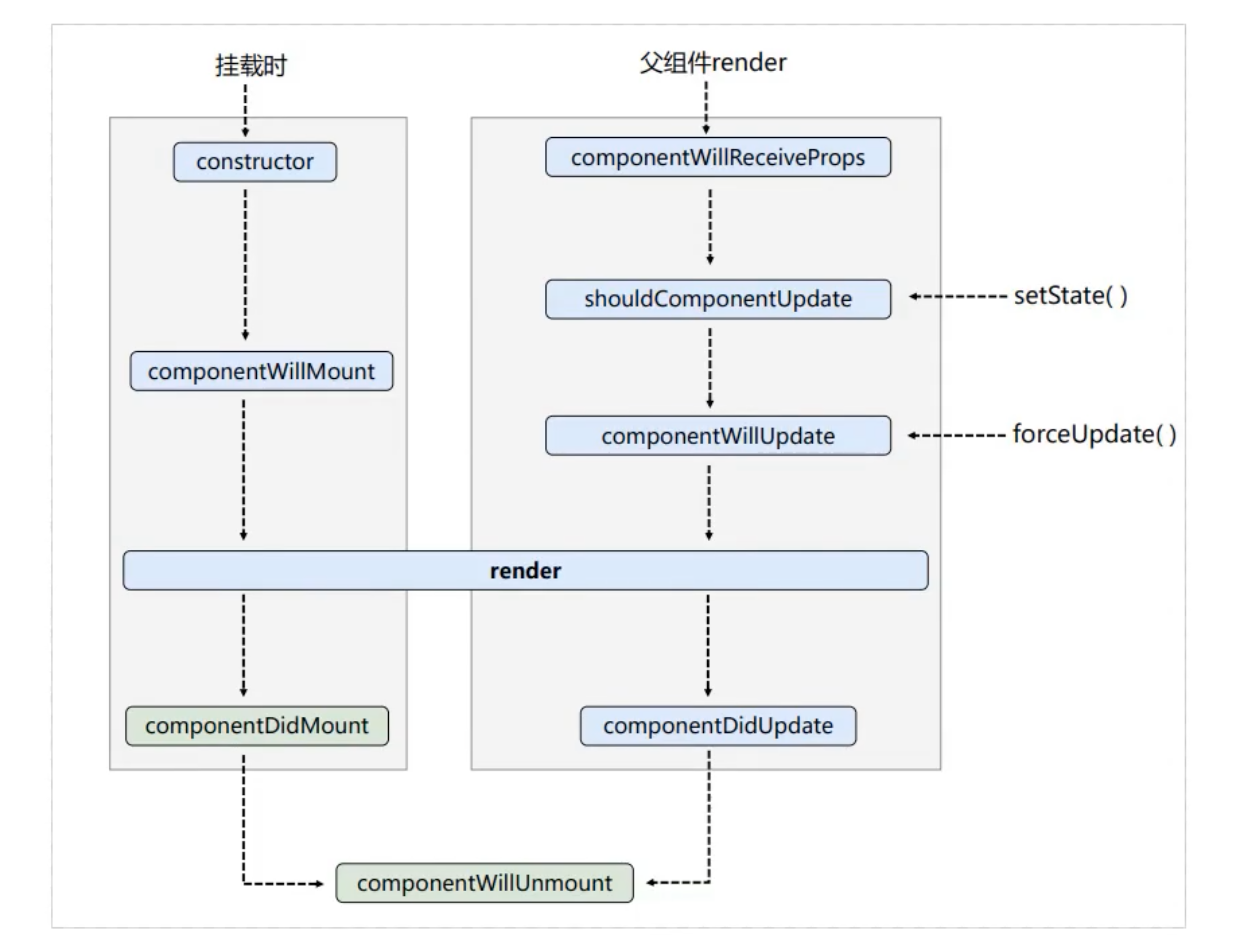 挂载时
constructor
componentWillMount
父组件render
componentWillReceiveProps
shouldComponentUpdate
setState( )
componentWillUpdate
forceUpdate( )
render
componentDidMount
componentDidUpdate
componentWillUnmount